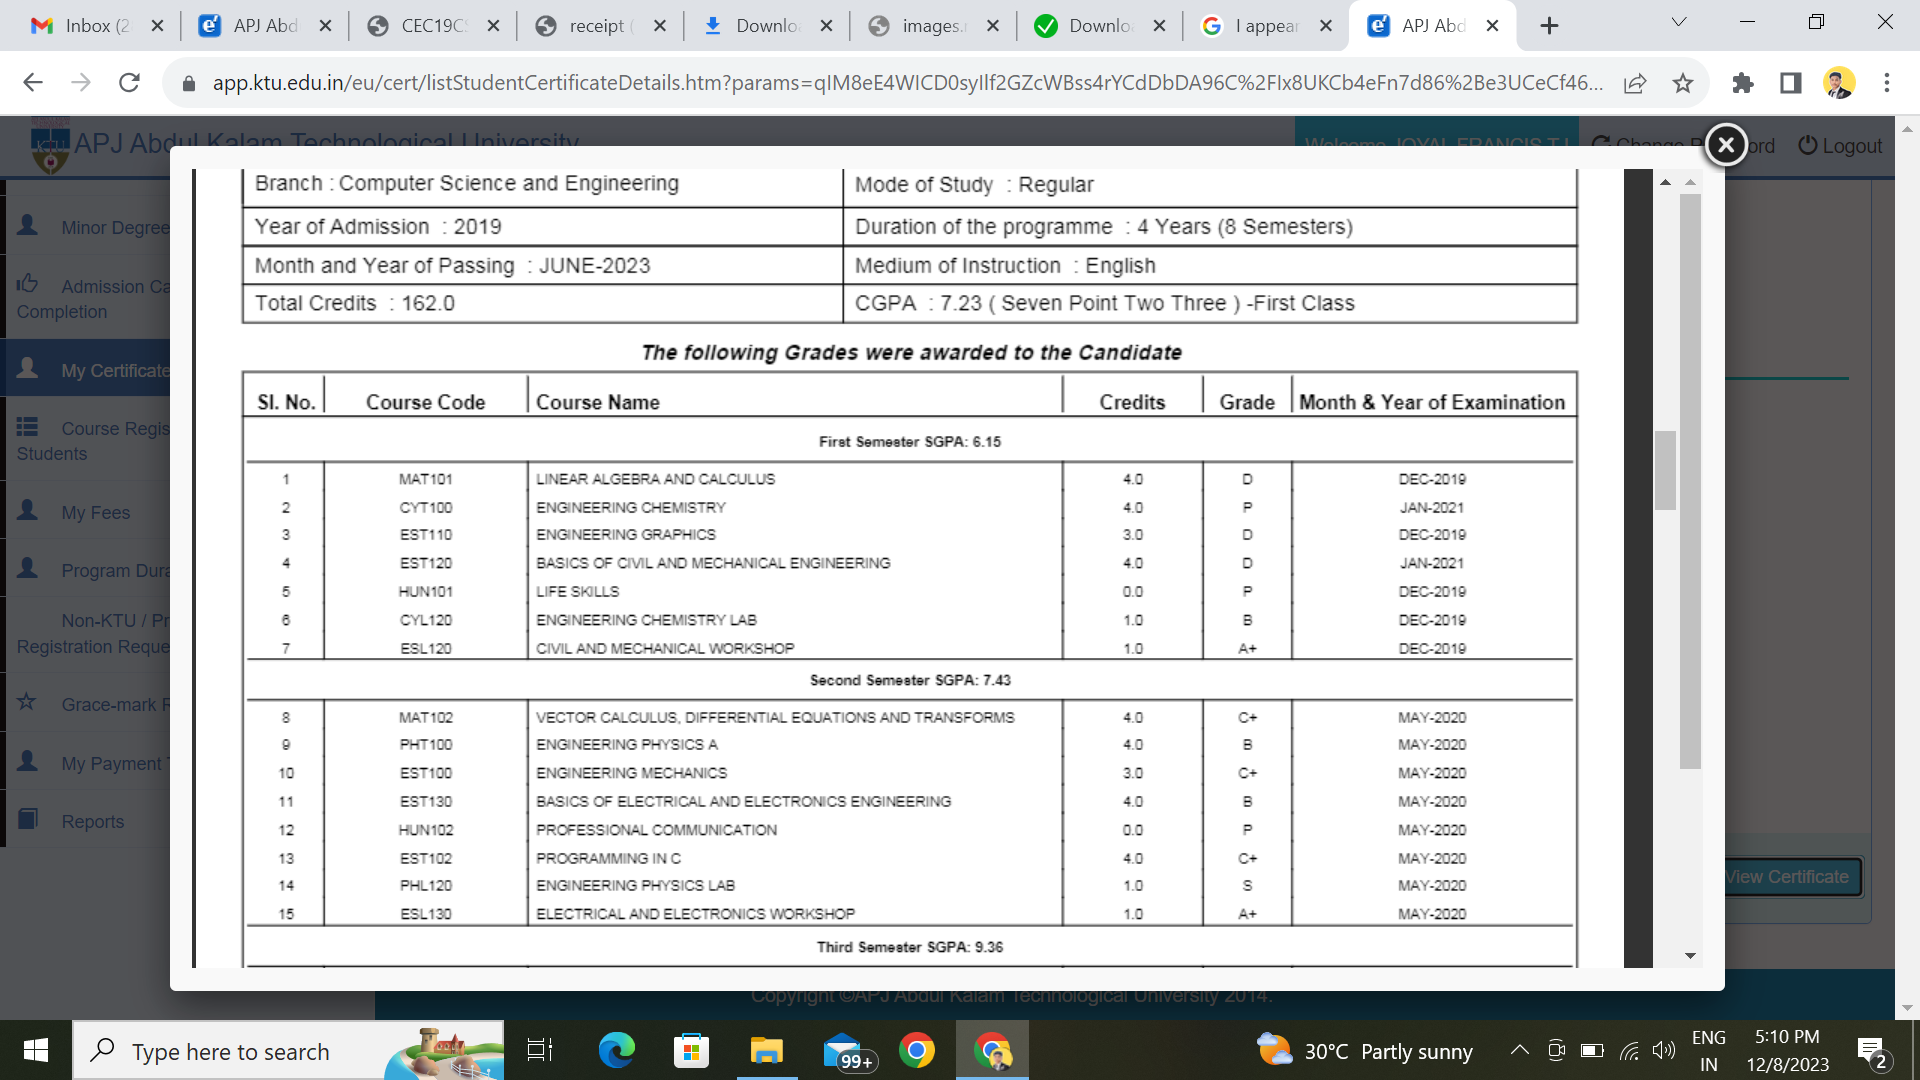 Inbox (2
APJ Abd
CEC19CS
receipt (
Downloa
images.r
Downlo
I appear
APJ Abd
app.ktu.edu.in/eu/cert/listStudentCertificateDetails.htm?params=
APJ Abdul Kalam Technological University
Welcome JOYAL FRANCIS T J
Logout
Minor Degree
Admission Ca
Completion
My Certificate
Course Regis
Students
My Fees
Program Dura
Non-KTU / Pr
Registration Reque
Grace-mark R
My Payment T
Reports
Branch : Computer Science and Engineering
Mode of Study : Regular
Year of Admission : 2019
Duration of the programme : 4 Years (8 Semesters)
Month and Year of Passing : JUNE-2023
Medium of Instruction : English
Total Credits : 162.0
CGPA : 7.23 ( Seven Point Two Three ) -First Class
The following Grades were awarded to the Candidate
Sl. No. Course Code Course Name Credits Grade Month & Year of Examination
First Semester SGPA: 6.15
1 MAT101 LINEAR ALGEBRA AND CALCULUS 4.0 D DEC-2019
2 CYT100 ENGINEERING CHEMISTRY 4.0 P JAN-2021
3 EST110 ENGINEERING GRAPHICS 3.0 D DEC-2019
4 EST120 BASICS OF CIVIL AND MECHANICAL ENGINEERING 4.0 D JAN-2021
5 HUN101 LIFE SKILLS 0.0 P DEC-2019
6 CYL120 ENGINEERING CHEMISTRY LAB 1.0 B DEC-2019
7 ESL120 CIVIL AND MECHANICAL WORKSHOP 1.0 A+ DEC-2019
Second Semester SGPA: 7.43
8 MAT102 VECTOR CALCULUS, DIFFERENTIAL EQUATIONS AND TRANSFORMS 4.0 C+ MAY-2020
9 PHT100 ENGINEERING PHYSICS A 4.0 B MAY-2020
10 EST100 ENGINEERING MECHANICS 3.0 C+ MAY-2020
11 EST130 BASICS OF ELECTRICAL AND ELECTRONICS ENGINEERING 4.0 B MAY-2020
12 HUN102 PROFESSIONAL COMMUNICATION 0.0 P MAY-2020
13 EST102 PROGRAMMING IN C 4.0 C+ MAY-2020
14 PHL120 ENGINEERING PHYSICS LAB 1.0 S MAY-2020
15 ESL130 ELECTRICAL AND ELECTRONICS WORKSHOP 1.0 A+ MAY-2020
Third Semester SGPA: 9.36
View Certificate
Copyright ©APJ Abdul Kalam Technological University 2014.
Type here to search
99+
30°C Partly sunny
ENG
IN
5:10 PM
12/8/2023
2